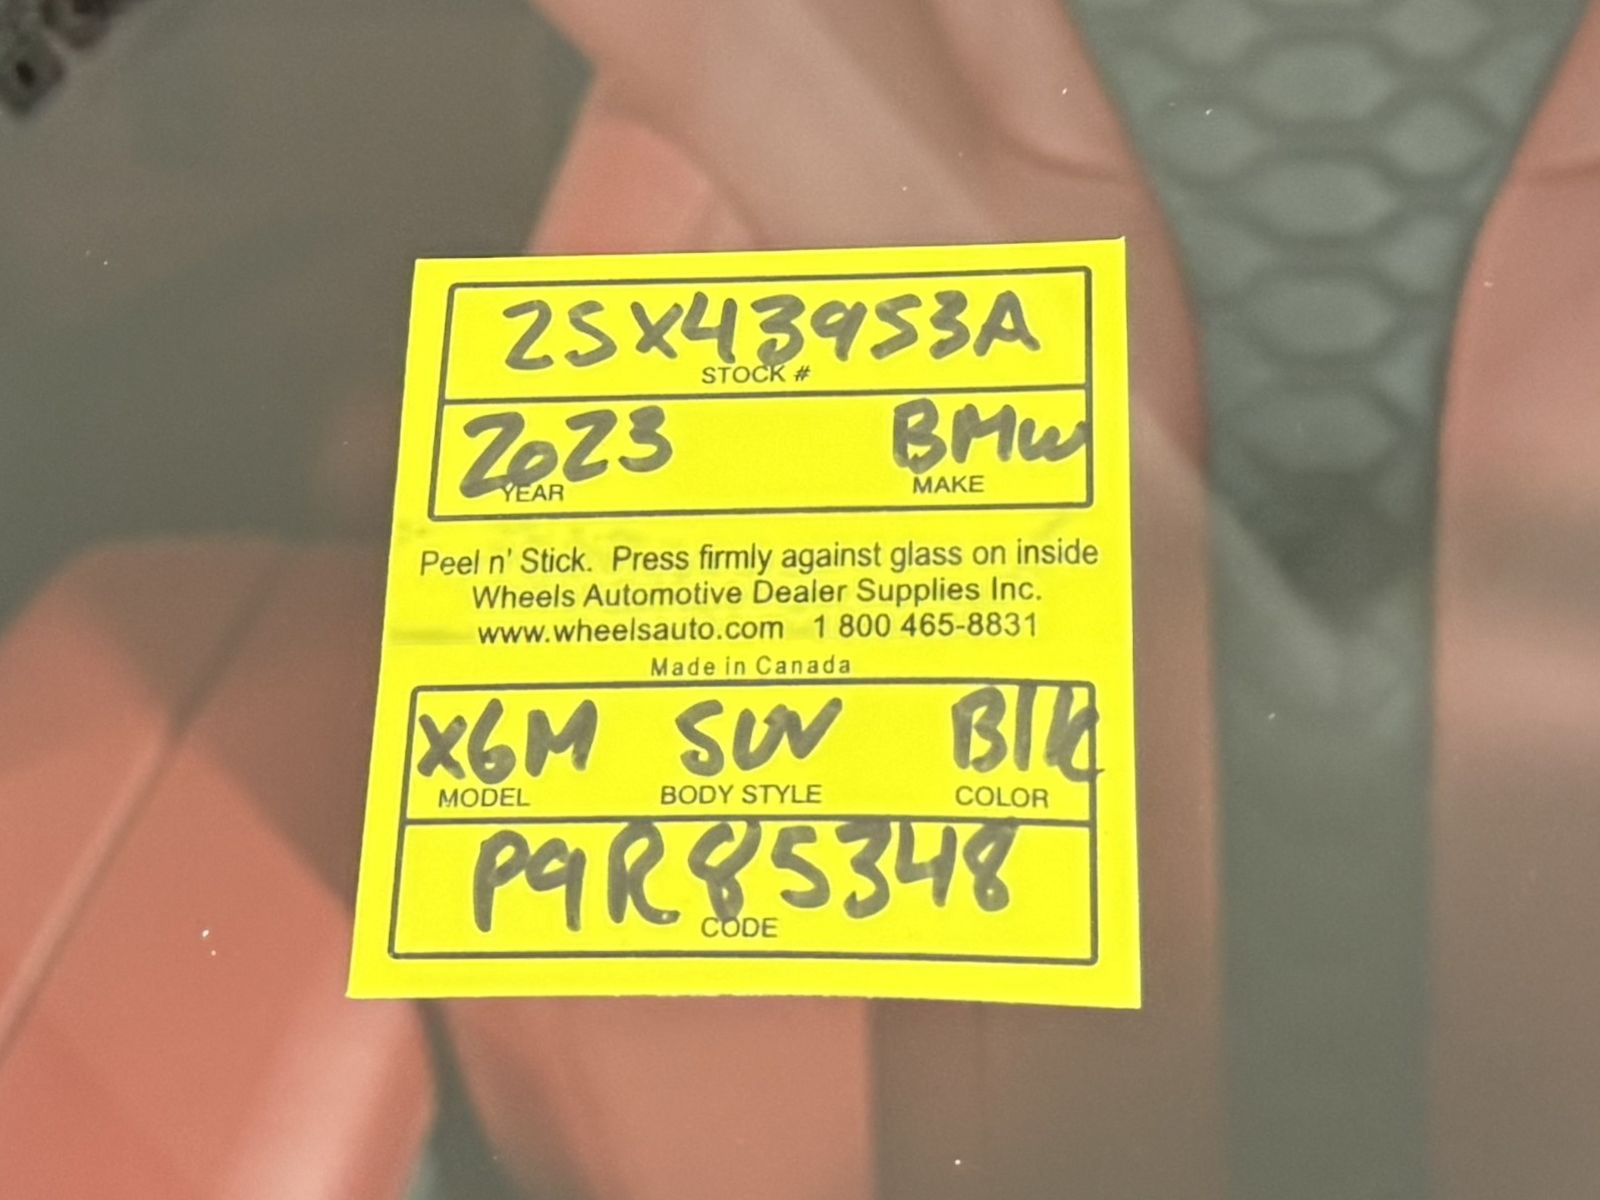 25X43953A
STOCK #
2023 BMW
YEAR MAKE
Peel n' Stick. Press firmly against glass on inside
Wheels Automotive Dealer Supplies Inc.
www.wheelsauto.com 1 800 465-8831
Made in Canada
X6M SUV Blk
MODEL BODY STYLE COLOR
P9R85348
CODE